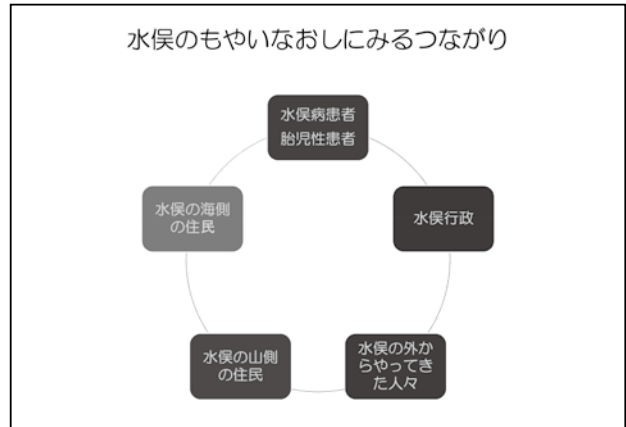 水俣のもやいなおしにみるつながり
水俣病患者
胎児性患者
水俣行政
水俣の外か
らやってき
た人々
水俣の山側
の住民
水俣の海側
の住民